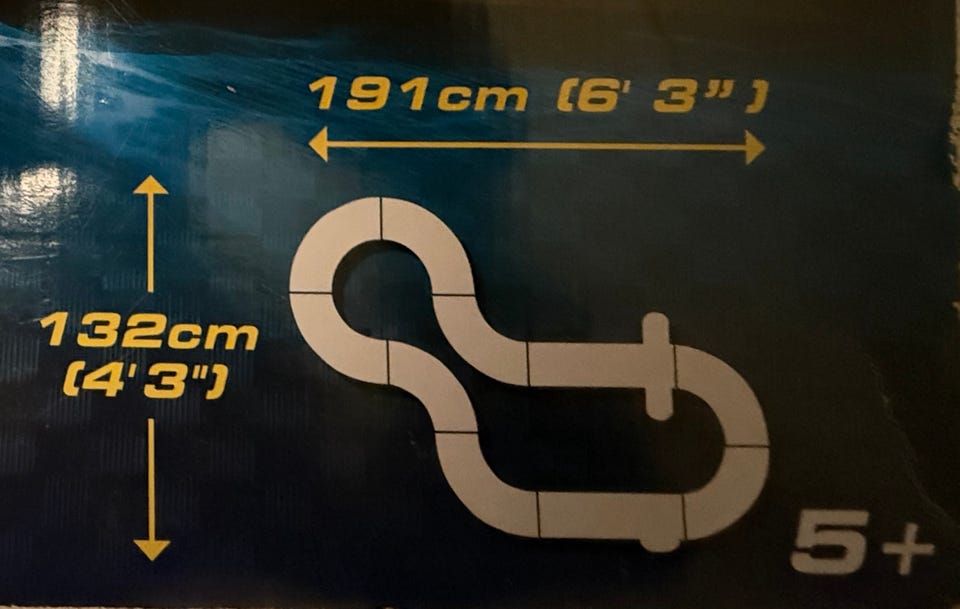 191cm (6' 3”)
132cm
(4' 3")
5+